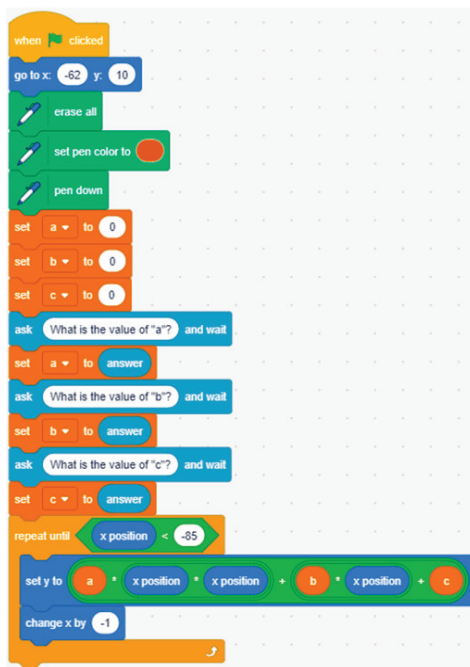 when clicked
go to x: -62 y: 10
erase all
set pen color to
pen down
set a to 0
set b to 0
set c to 0
ask What is the value of "a"? and wait
set a to answer
ask What is the value of "b"? and wait
set b to answer
ask What is the value of "c"? and wait
set c to answer
repeat until x position < -85
set y to a * x position * x position + b * x position + c
change x by -1